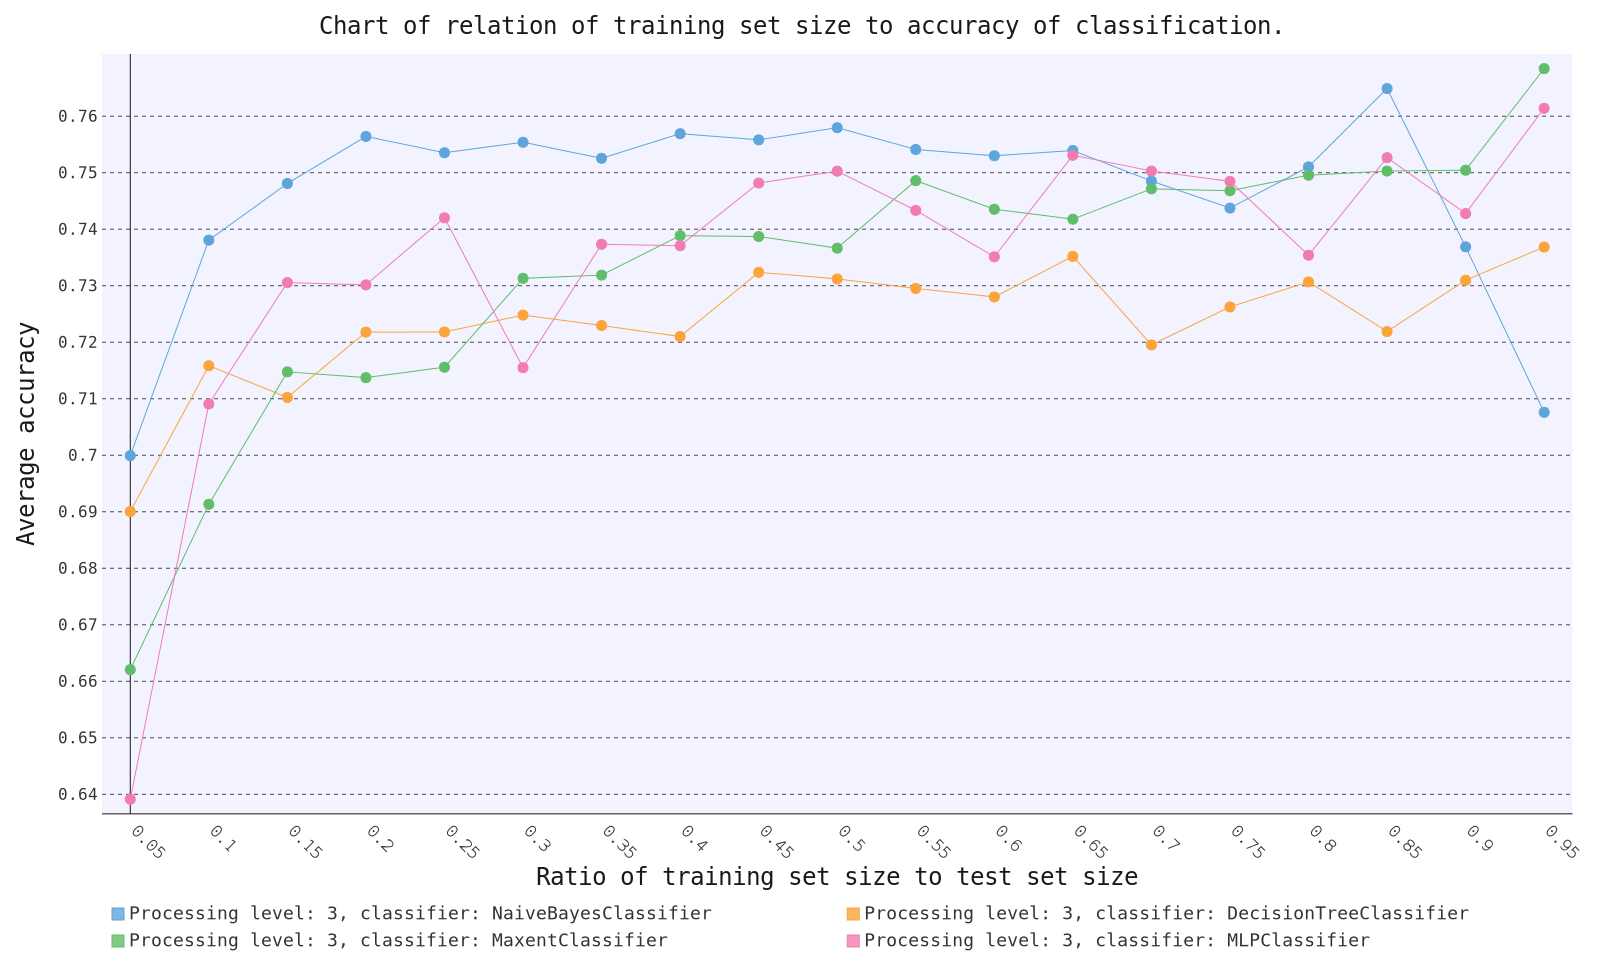 Chart of relation of training set size to accuracy of classification.
Average accuracy
0.76
0.75
0.74
0.73
0.72
0.71
0.7
0.69
0.68
0.67
0.66
0.65
0.64
0.05 0.1 0.15 0.2 0.25 0.3 0.35 0.4 0.45 0.5 0.55 0.6 0.65 0.7 0.75 0.8 0.85 0.9 0.95
Ratio of training set size to test set size
Processing level: 3, classifier: NaiveBayesClassifier
Processing level: 3, classifier: DecisionTreeClassifier
Processing level: 3, classifier: MaxentClassifier
Processing level: 3, classifier: MLPClassifier